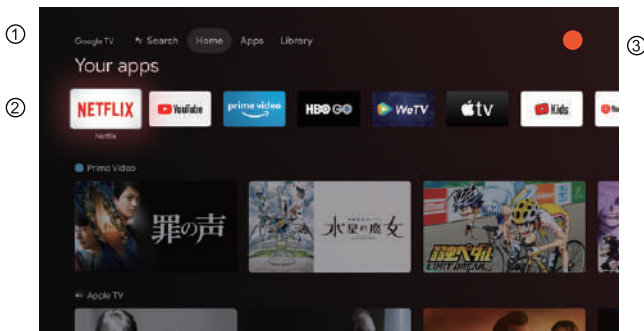 ① Google TV Search Home Apps Library ③
Your apps
② NETFLIX YouTube prime video HBO GO WeTV tv Kids
Netflix
Prime Video
罪の声 水星の魔女 弱虫ペダル
LIMIT BREAK
Apple TV